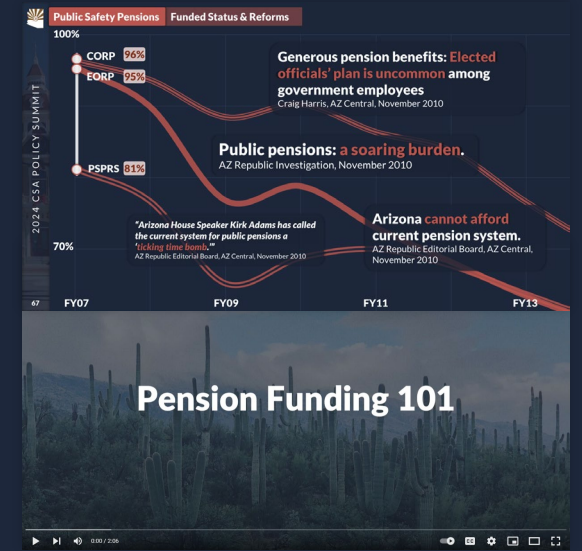 Public Safety Pensions Funded Status & Reforms
100%
CORP 96%
EORP 95%
Generous pension benefits: Elected
officials' plan is uncommon among
government employees
Craig Harris, AZ Central, November 2010
Public pensions: a soaring burden.
AZ Republic Investigation, November 2010
PSPRS 81%
2024 CSA POLICY SUMMIT
"Arizona House Speaker Kirk Adams has called
the current system for public pensions a
'ticking time bomb.'"
AZ Republic Editorial Board, AZ Central, November 2010
Arizona cannot afford
current pension system.
AZ Republic Editorial Board, AZ Central,
November 2010
70%
67 FY07 FY09 FY11 FY13
Pension Funding 101
0:00 / 2:06
CC